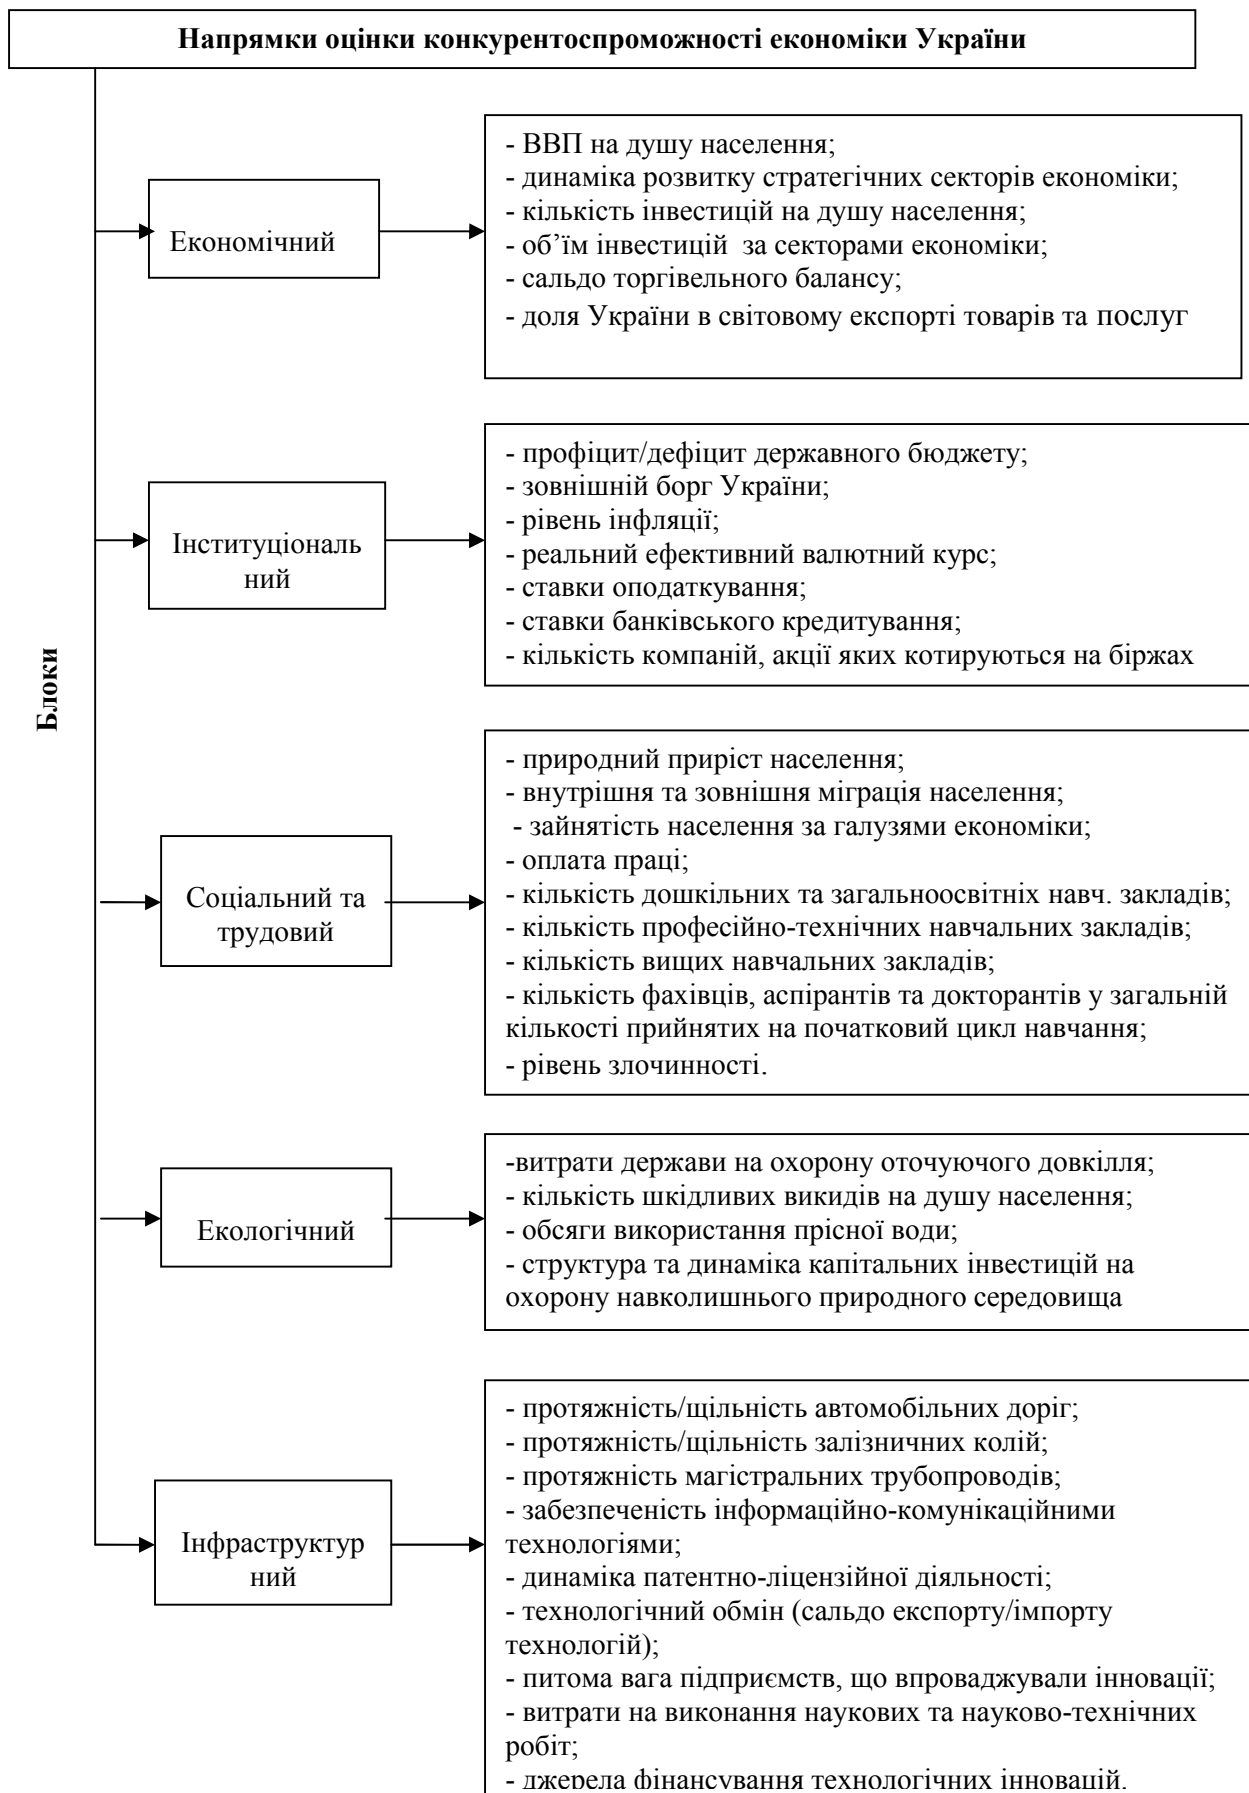 Напрямки оцінки конкурентоспроможності економіки України
Блоки
Економічний
- ВВП на душу населення;
- динаміка розвитку стратегічних секторів економіки;
- кількість інвестицій на душу населення;
- об’їм інвестицій за секторами економіки;
- сальдо торгівельного балансу;
- доля України в світовому експорті товарів та послуг
Інституціональ
ний
- профіцит/дефіцит державного бюджету;
- зовнішній борг України;
- рівень інфляції;
- реальний ефективний валютний курс;
- ставки оподаткування;
- ставки банківського кредитування;
- кількість компаній, акції яких котируються на біржах
Соціальний та
трудовий
- природний приріст населення;
- внутрішня та зовнішня міграція населення;
- зайнятість населення за галузями економіки;
- оплата праці;
- кількість дошкільних та загальноосвітніх навч. закладів;
- кількість професійно-технічних навчальних закладів;
- кількість вищих навчальних закладів;
- кількість фахівців, аспірантів та докторантів у загальній
кількості прийнятих на початковий цикл навчання;
- рівень злочинності.
Екологічний
-витрати держави на охорону оточуючого довкілля;
- кількість шкідливих викидів на душу населення;
- обсяги використання прісної води;
- структура та динаміка капітальних інвестицій на
охорону навколишнього природного середовища
Інфраструктур
ний
- протяжність/щільність автомобільних доріг;
- протяжність/щільність залізничних колій;
- протяжність магістральних трубопроводів;
- забезпеченість інформаційно-комунікаційними
технологіями;
- динаміка патентно-ліцензійної діяльності;
- технологічний обмін (сальдо експорту/імпорту
технологій);
- питома вага підприємств, що впроваджували інновації;
- витрати на виконання наукових та науково-технічних
робіт;
- джерела фінансування технологічних інновацій.